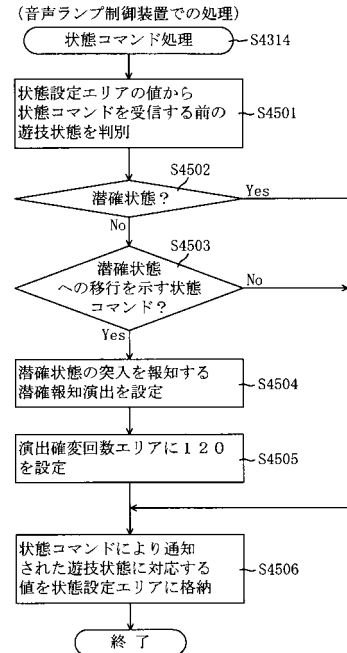 (音声ランプ制御装置での処理)
状態コマンド処理
S4314
状態設定エリアの値から
状態コマンドを受信する前の
遊技状態を判別
S4501
S4502
潜確状態?
Yes
No
S4503
潜確状態
への移行を示す状態
コマンド?
No
Yes
潜確状態の突入を報知する
潜確報知演出を設定
S4504
演出確変回数エリアに120
を設定
S4505
状態コマンドにより通知
された遊技状態に対応する
値を状態設定エリアに格納
S4506
終了